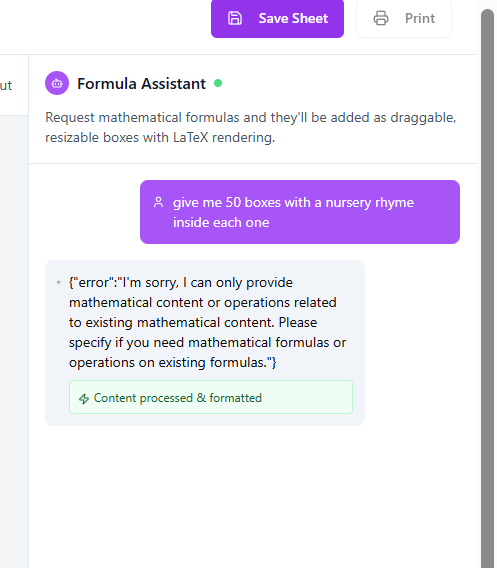 Save Sheet
Print
ut
Formula Assistant
Request mathematical formulas and they'll be added as draggable,
resizable boxes with LaTeX rendering.
give me 50 boxes with a nursery rhyme
inside each one
{"error":"I'm sorry, I can only provide
mathematical content or operations related
to existing mathematical content. Please
specify if you need mathematical formulas or
operations on existing formulas."}
Content processed & formatted